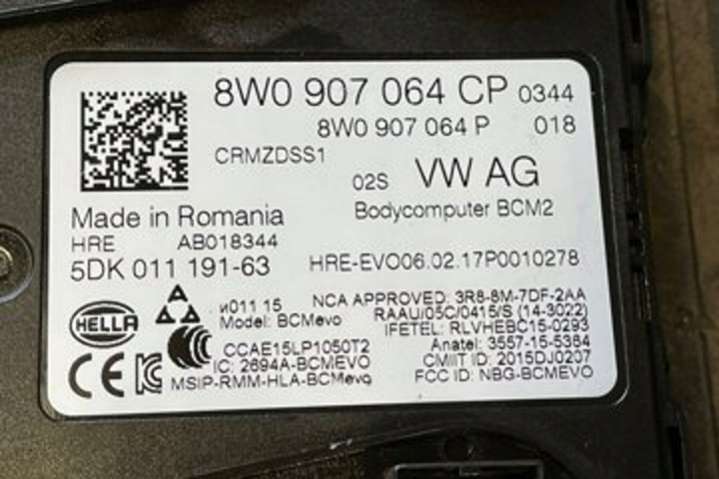 8W0 907 064 CP 0344
8W0 907 064 P 018
CRMZDSS1
02S VW AG
Made in Romania Bodycomputer BCM2
HRE AB018344
5DK 011 191-63 HRE-EVO06.02.17P0010278
HELLA
и011 15 NCA APPROVED: 3R8-8M-7DF-2AA
Model: BCMevo RAAU/05C/0415/S (14-3022)
IFETEL: RLVHEBC15-0293
CCAE15LP1050T2 Anatel: 3557-15-5364
IC: 2694A-BCMEVO CMIIT ID: 2015DJ0207
MSIP-RMM-HLA-BCMevo FCC ID: NBG-BCMEVO
CE